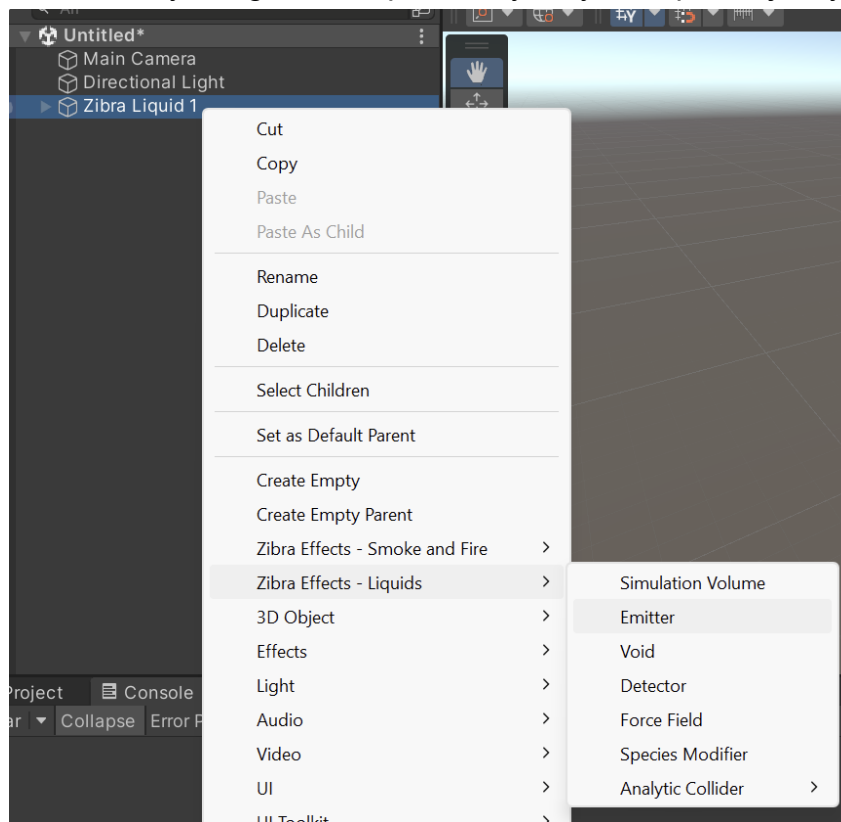 Untitled*
Main Camera
Directional Light
Zibra Liquid 1
Cut
Copy
Paste
Paste As Child
Rename
Duplicate
Delete
Select Children
Set as Default Parent
Create Empty
Create Empty Parent
Zibra Effects - Smoke and Fire
Zibra Effects - Liquids
3D Object
Effects
Light
Audio
Video
UI
UI Toolkit
Simulation Volume
Emitter
Void
Detector
Force Field
Species Modifier
Analytic Collider
Project Console
Collapse Error P